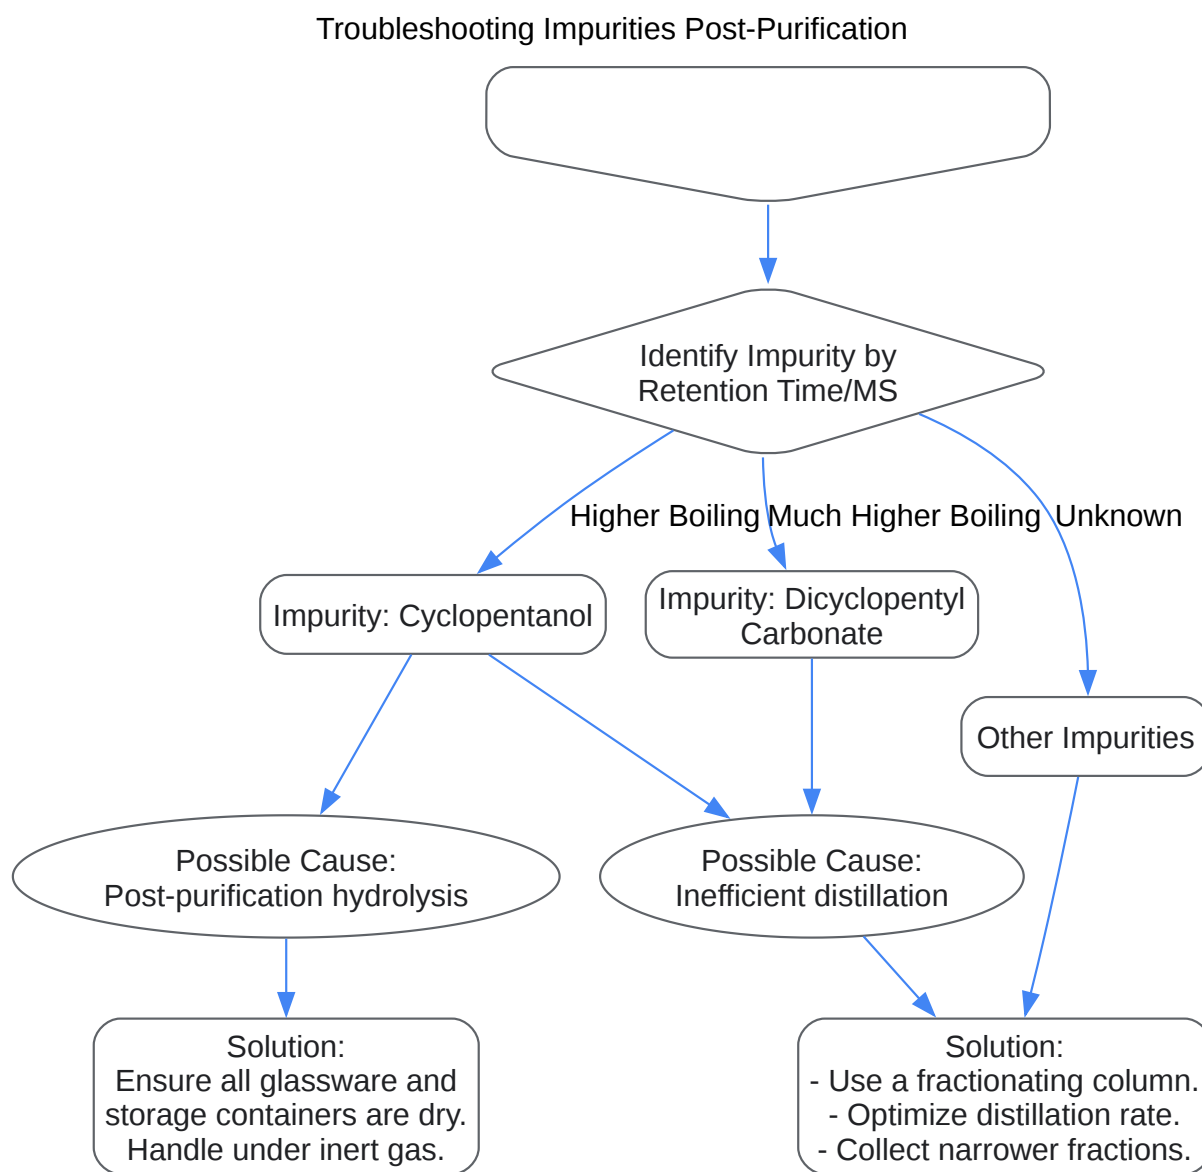 Troubleshooting Impurities Post-Purification
Identify Impurity by
Retention Time/MS
Higher Boiling
Much Higher Boiling
Unknown
Impurity: Cyclopentanol
Impurity: Dicyclopentyl
Carbonate
Other Impurities
Possible Cause:
Post-purification hydrolysis
Possible Cause:
Inefficient distillation
Solution:
Ensure all glassware and
storage containers are dry.
Handle under inert gas.
Solution:
- Use a fractionating column.
- Optimize distillation rate.
- Collect narrower fractions.